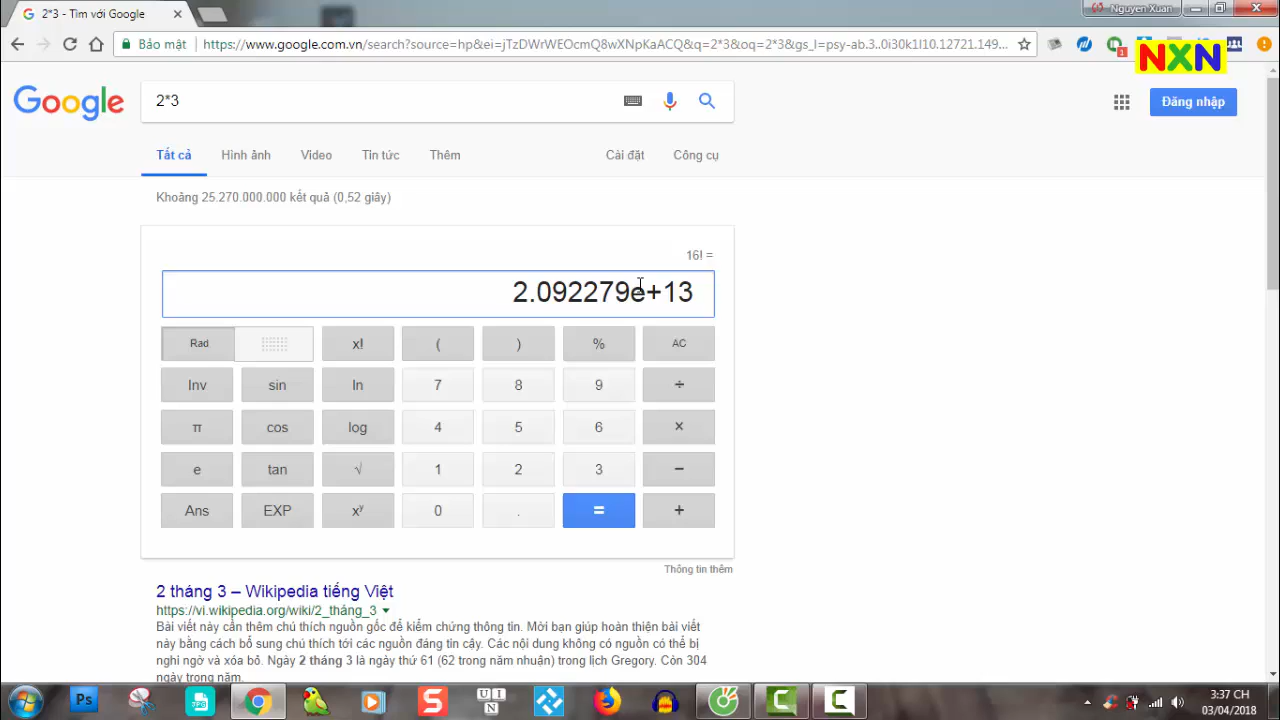 2*3 - Tìm với Google
Nguyen Xuan
Bảo mật
https://www.google.com.vn/search?source=hp&ei=jTzDWrWEOcmQ8wXNpKaACQ&q=2*3&oq=2*3&gs_l=psy-ab.3..0i30k1l10.12721.149...
1
NXN
Google
2*3
Đăng nhập
Tất cả
Hình ảnh
Video
Tin tức
Thêm
Cài đặt
Công cụ
Khoảng 25.270.000.000 kết quả (0,52 giây)
16! =
2.092279e+13
Rad x! ( ) % AC
Inv sin ln 7 8 9 ÷
π cos log 4 5 6 ×
e tan √ 1 2 3 −
Ans EXP xʸ 0 . = +
Thông tin thêm
2 tháng 3 – Wikipedia tiếng Việt
https://vi.wikipedia.org/wiki/2_tháng_3
Bài viết này cần thêm chú thích nguồn gốc để kiểm chứng thông tin. Mời bạn giúp hoàn thiện bài viết
này bằng cách bổ sung chú thích tới các nguồn đáng tin cậy. Các nội dung không có nguồn có thể bị
nghi ngờ và xóa bỏ. Ngày 2 tháng 3 là ngày thứ 61 (62 trong năm nhuận) trong lịch Gregory. Còn 304
ngày trong năm.
Ps
JPG
S
U I
N
C
C
3:37 CH
03/04/2018